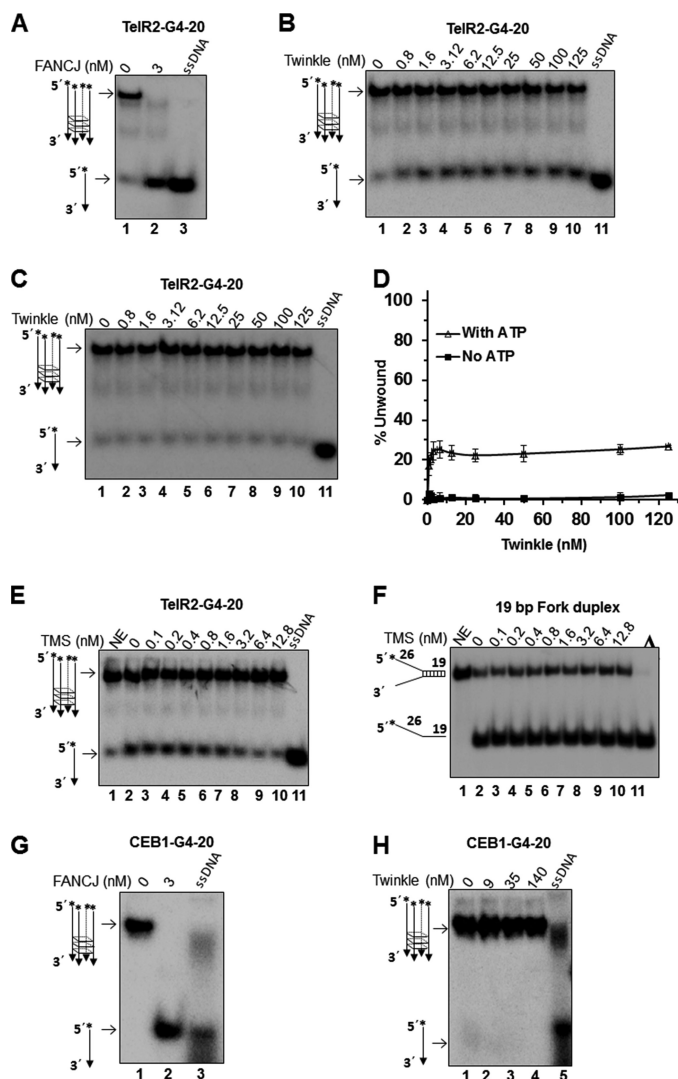 A
TelR2-G4-20
FANCJ (nM)
0
3
ssDNA
5´*
3´
5´*
3´
1 2 3
B
TelR2-G4-20
Twinkle (nM)
0 0.8 1.6 3.12 6.2 12.5 25 50 100 125 ssDNA
5´*
3´
5´*
3´
1 2 3 4 5 6 7 8 9 10 11
C
TelR2-G4-20
Twinkle (nM)
0 0.8 1.6 3.12 6.2 12.5 25 50 100 125 ssDNA
5´*
3´
5´*
3´
1 2 3 4 5 6 7 8 9 10 11
D
100
80
60
40
20
0
With ATP
No ATP
% Unwound
0 20 40 60 80 100 120
Twinkle (nM)
E
TelR2-G4-20
TMS (nM)
NE 0 0.1 0.2 0.4 0.8 1.6 3.2 6.4 12.8 ssDNA
5´*
3´
5´*
3´
1 2 3 4 5 6 7 8 9 10 11
F
19 bp Fork duplex
TMS (nM)
NE 0 0.1 0.2 0.4 0.8 1.6 3.2 6.4 12.8
5´* 26 19
3´
5´* 26 19
1 2 3 4 5 6 7 8 9 10 11
G
CEB1-G4-20
FANCJ (nM)
0 3 ssDNA
5´*
3´
5´*
3´
1 2 3
H
CEB1-G4-20
Twinkle (nM)
0 9 35 140 ssDNA
5´*
3´
5´*
3´
1 2 3 4 5